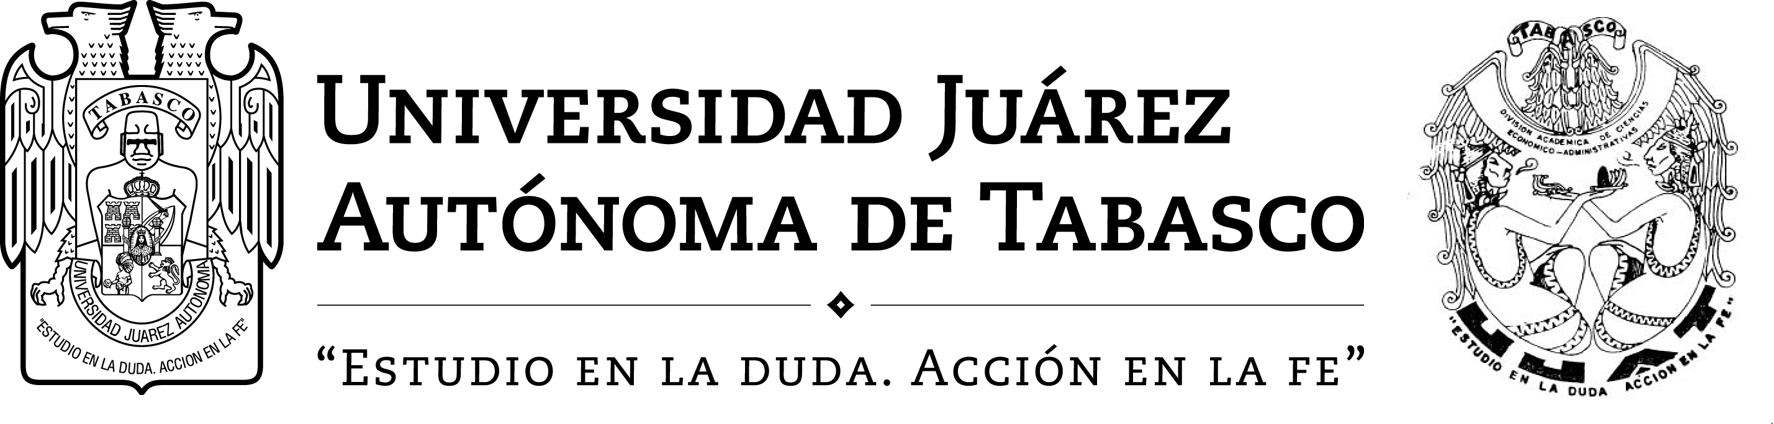 TABASCO
UNIVERSIDAD JUAREZ AUTONOMIA
"ESTUDIO EN LA DUDA. ACCION EN LA FE"
UNIVERSIDAD JUÁREZ
AUTÓNOMA DE TABASCO
“ESTUDIO EN LA DUDA. ACCIÓN EN LA FE”
TABASCO
DIVISION ACADEMICA DE CIENCIAS
ECONOMICO-ADMINISTRATIVAS
UJAT
"ESTUDIO EN LA DUDA ACCION EN LA FE"